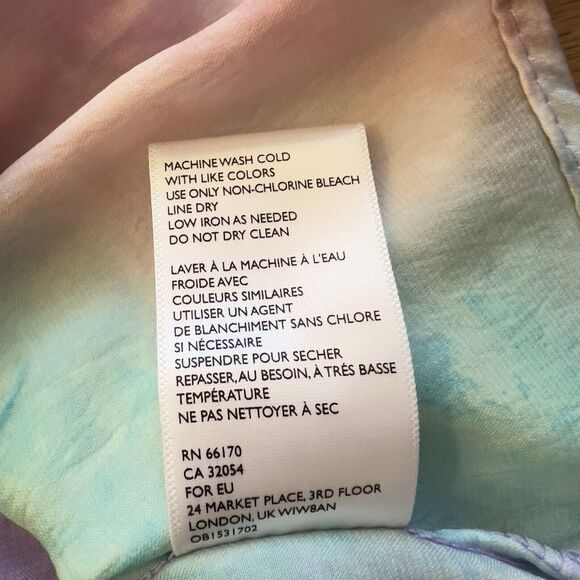 MACHINE WASH COLD
WITH LIKE COLORS
USE ONLY NON-CHLORINE BLEACH
LINE DRY
LOW IRON AS NEEDED
DO NOT DRY CLEAN
LAVER À LA MACHINE À L'EAU
FROIDE AVEC
COULEURS SIMILAIRES
UTILISER UN AGENT
DE BLANCHIMENT SANS CHLORE
SI NÉCESSAIRE
SUSPENDRE POUR SECHER
REPASSER, AU BESOIN, À TRÉS BASSE
TEMPÉRATURE
NE PAS NETTOYER À SEC
RN 66170
CA 32054
FOR EU
24 MARKET PLACE, 3RD FLOOR
LONDON, UK WIW8AN
OB1531702